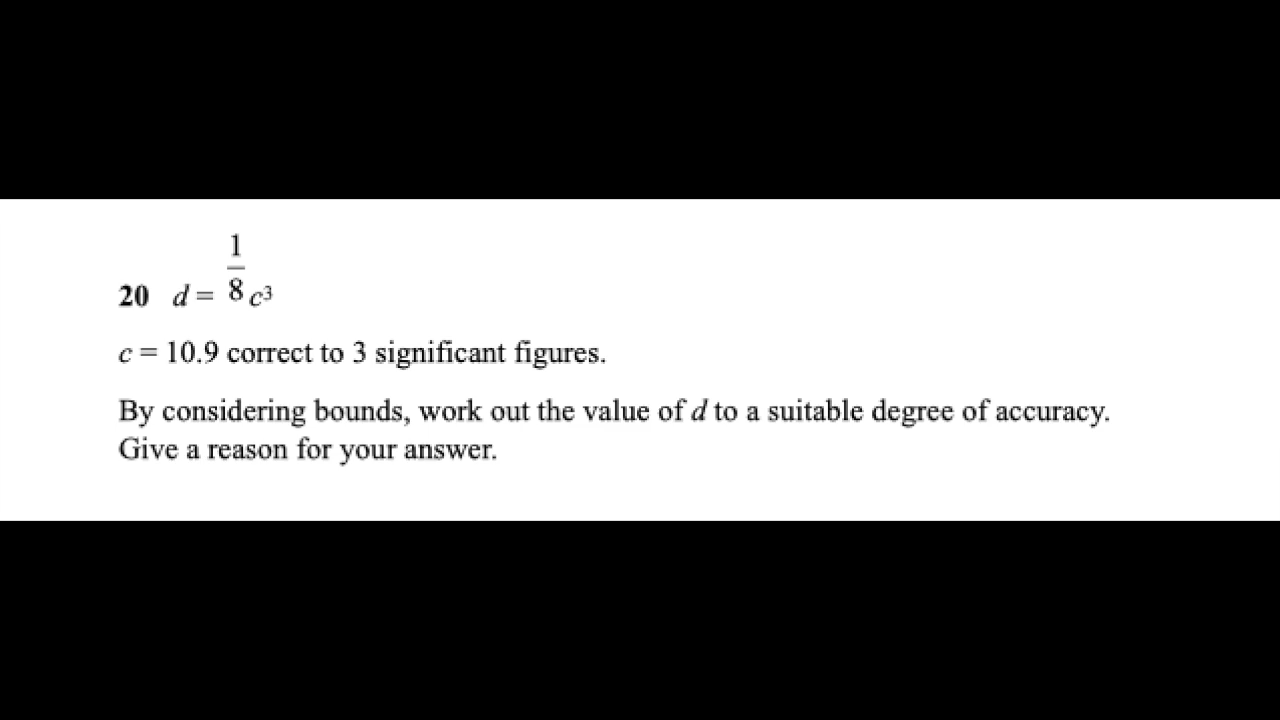 20 d = 1/8 c³
c = 10.9 correct to 3 significant figures.
By considering bounds, work out the value of d to a suitable degree of accuracy.
Give a reason for your answer.